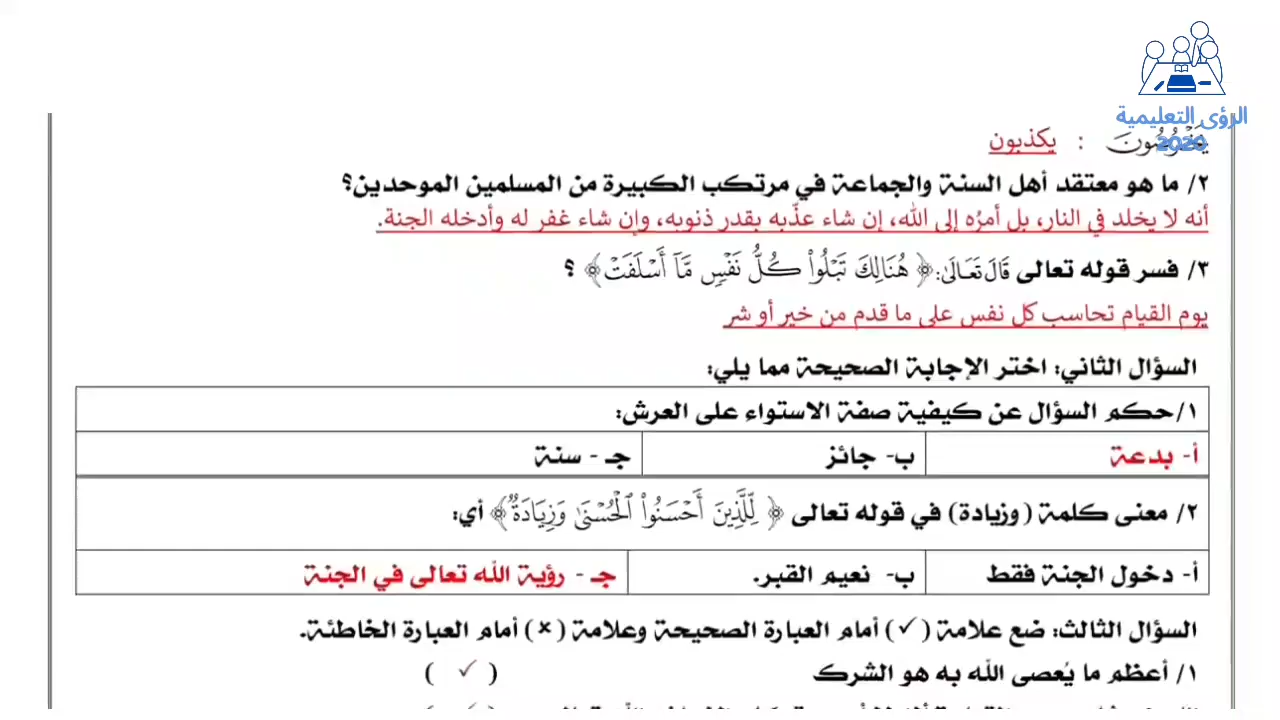 الرؤى التعليمية
2020
يَخْرُصُونَ : يكذبون
٢/ ما هو معتقد أهل السنة والجماعة في مرتكب الكبيرة من المسلمين الموحدين؟
أنه لا يخلد في النار، بل أمرُه إلى الله، إن شاء عذّبه بقدر ذنوبه، وإن شاء غفر له وأدخله الجنة.
٣/ فسر قوله تعالى قَالَ تَعَالَىٰ: ﴿ هُنَالِكَ تَبْلُواْ كُلُّ نَفْسٖ مَّآ أَسْلَفَتْ ﴾ ؟
يوم القيام تحاسب كل نفس على ما قدم من خير أو شر
السؤال الثاني: اختر الإجابة الصحيحة مما يلي:
١/حكم السؤال عن كيفية صفة الاستواء على العرش:
أ- بدعة ب- جائز جـ - سنة
٢/ معنى كلمة (وزيادة) في قوله تعالى ﴿ لِّلَّذِينَ أَحْسَنُواْ ٱلْحُسْنَىٰ وَزِيَادَةٞ ﴾ أي:
أ- دخول الجنة فقط ب- نعيم القبر. جـ - رؤية الله تعالى في الجنة
السؤال الثالث: ضع علامة (✓) أمام العبارة الصحيحة وعلامة (×) أمام العبارة الخاطئة.
١/ أعظم ما يُعصى الله به هو الشرك ( ✓ )